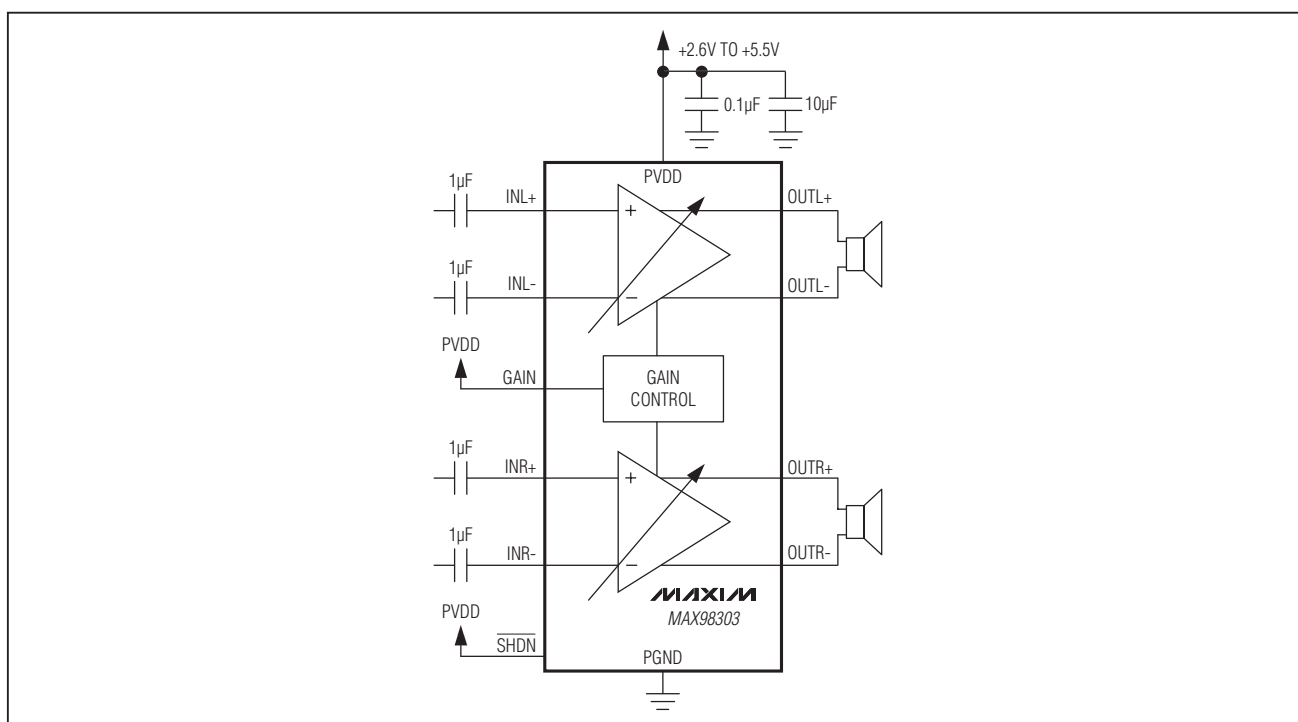 +2.6V TO +5.5V
0.1µF
10µF
PVDD
1µF
INL+
+
OUTL+
1µF
INL-
−
OUTL-
PVDD
GAIN
GAIN
CONTROL
1µF
INR+
+
OUTR+
1µF
INR-
−
OUTR-
MAXIM
MAX98303
PVDD
SHDN
PGND